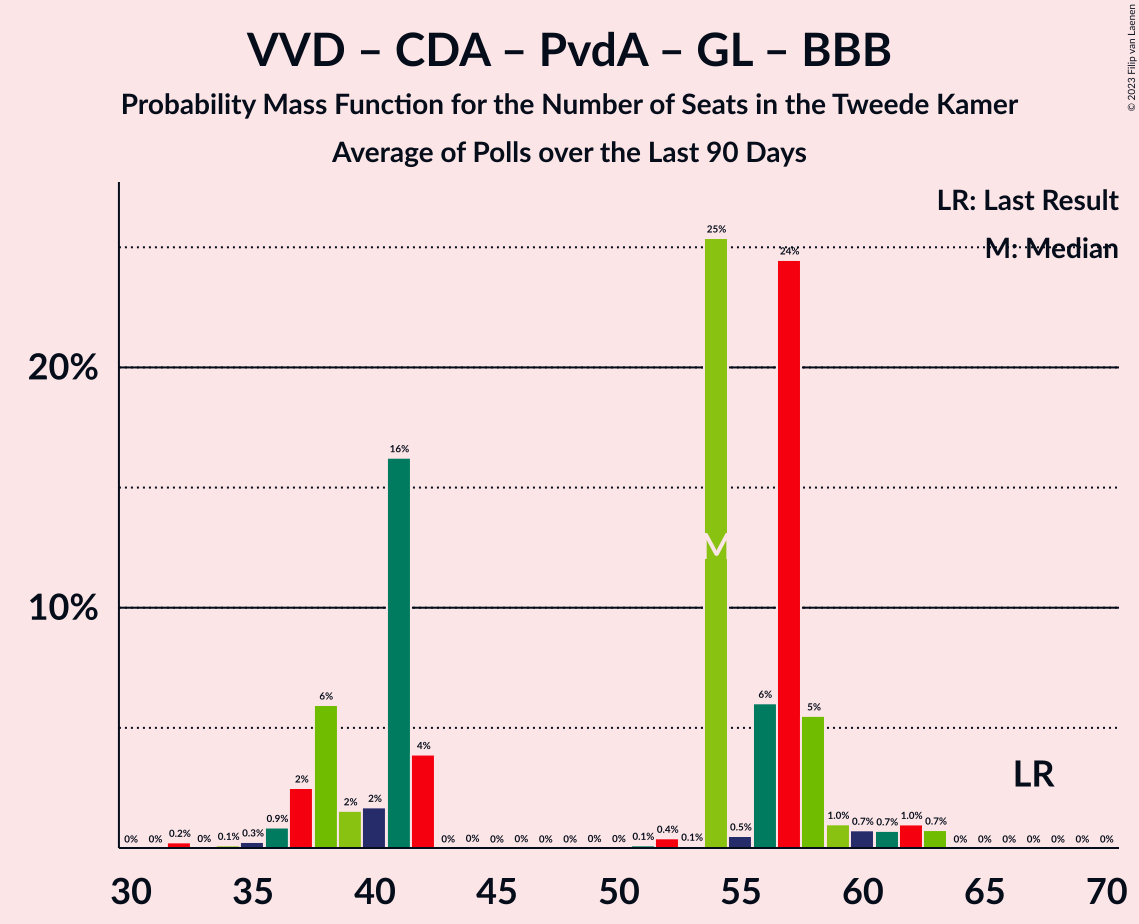 VVD – CDA – PvdA – GL – BBB
Probability Mass Function for the Number of Seats in the Tweede Kamer
Average of Polls over the Last 90 Days
© 2023 Filip van Laenen
LR: Last Result
M: Median
20%
10%
0% 0% 0.2% 0% 0.1% 0.3% 0.9% 2% 6% 2% 2% 16% 4% 0% 0% 0% 0% 0% 0% 0% 0% 0.1% 0.4% 0.1% 25% 0.5% 6% 24% 5% 1.0% 0.7% 0.7% 1.0% 0.7% 0% 0% 0% 0% 0% 0% 0%
M
LR
30 35 40 45 50 55 60 65 70